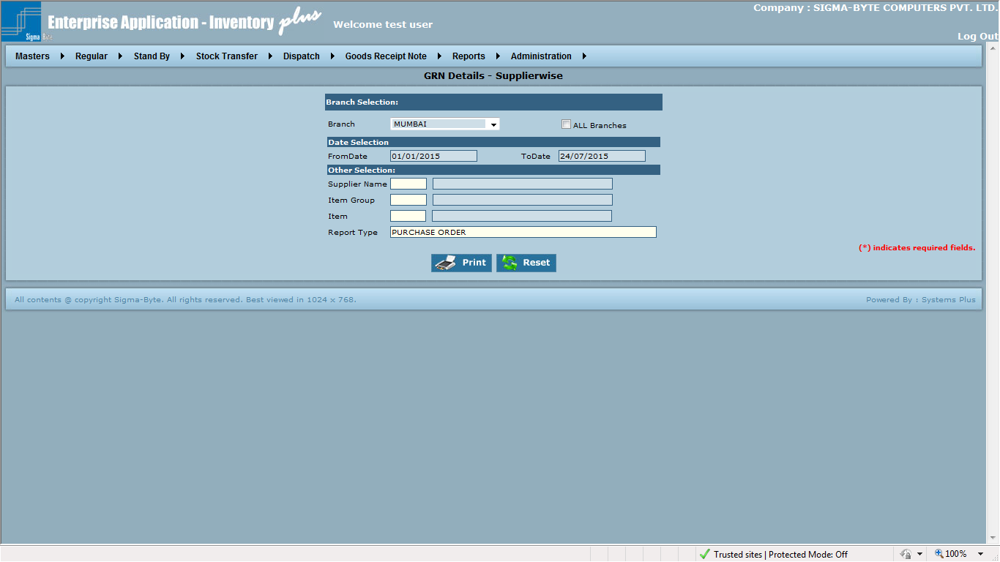 Company : SIGMA-BYTE COMPUTERS PVT. LTD.
Enterprise Application - Inventory plus
Welcome test user
Sigma Byte
Log Out
Masters Regular Stand By Stock Transfer Dispatch Goods Receipt Note Reports Administration
GRN Details - Supplierwise
Branch Selection:
Branch MUMBAI ALL Branches
Date Selection
FromDate 01/01/2015 ToDate 24/07/2015
Other Selection:
Supplier Name
Item Group
Item
Report Type PURCHASE ORDER
(*) indicates required fields.
Print Reset
All contents @ copyright Sigma-Byte. All rights reserved. Best viewed in 1024 x 768. Powered By : Systems Plus
Trusted sites | Protected Mode: Off 100%